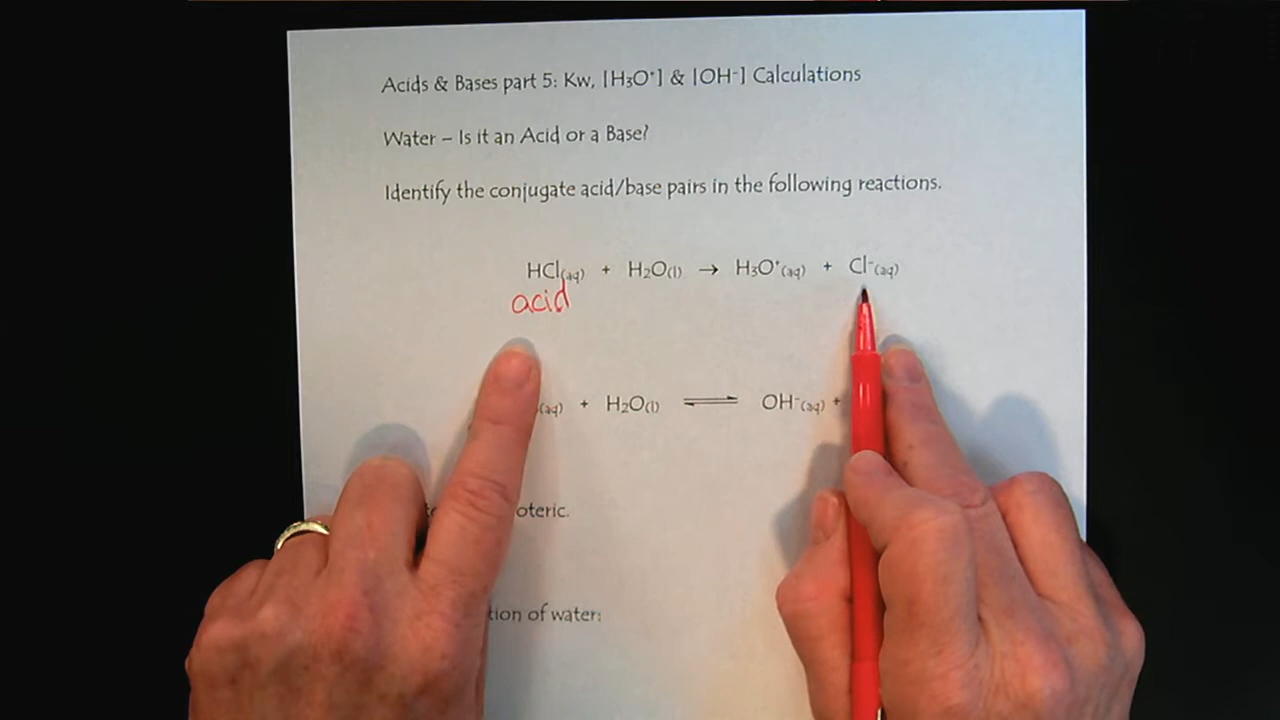 Acids & Bases part 5: Kw, [H₃O⁺] & [OH⁻] Calculations
Water – Is it an Acid or a Base?
Identify the conjugate acid/base pairs in the following reactions.
HCl(aq) + H₂O(l) → H₃O⁺(aq) + Cl⁻(aq)
acid
(aq) + H₂O(l) ⇌ OH⁻(aq) +
oteric.
tion of water: